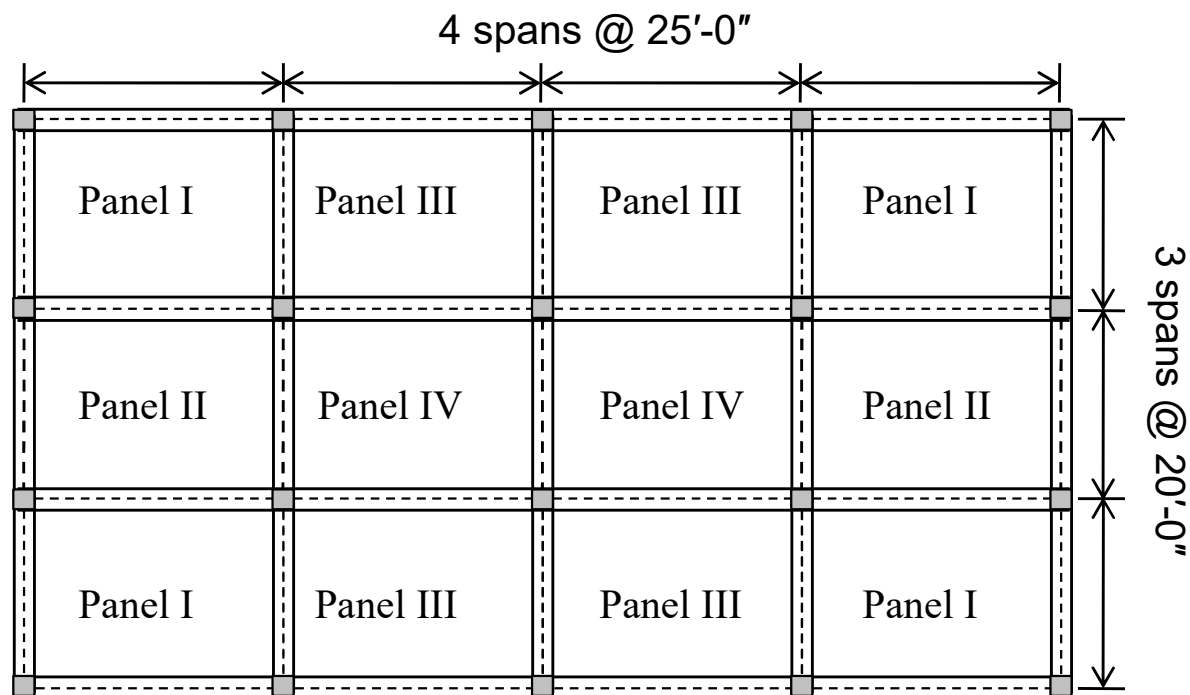 4 spans @ 25′-0″
Panel I Panel III Panel III Panel I
3 spans @ 20′-0″
Panel II Panel IV Panel IV Panel II
Panel I Panel III Panel III Panel I